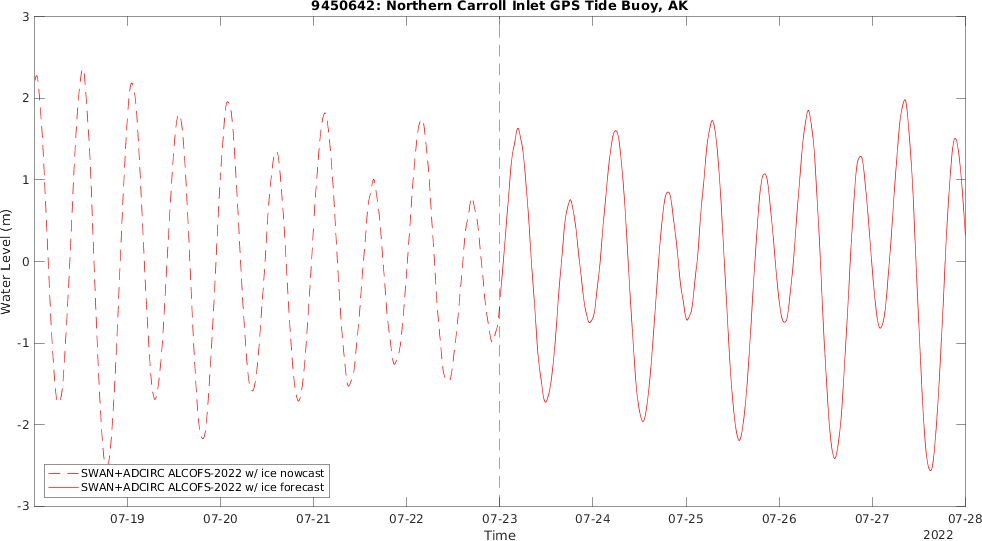 9450642: Northern Carroll Inlet GPS Tide Buoy, AK
3
2
1
0
-1
-2
-3
Water Level (m)
SWAN+ADCIRC ALCOFS-2022 w/ ice nowcast
SWAN+ADCIRC ALCOFS-2022 w/ ice forecast
07-19 07-20 07-21 07-22 07-23 07-24 07-25 07-26 07-27 07-28
Time
2022